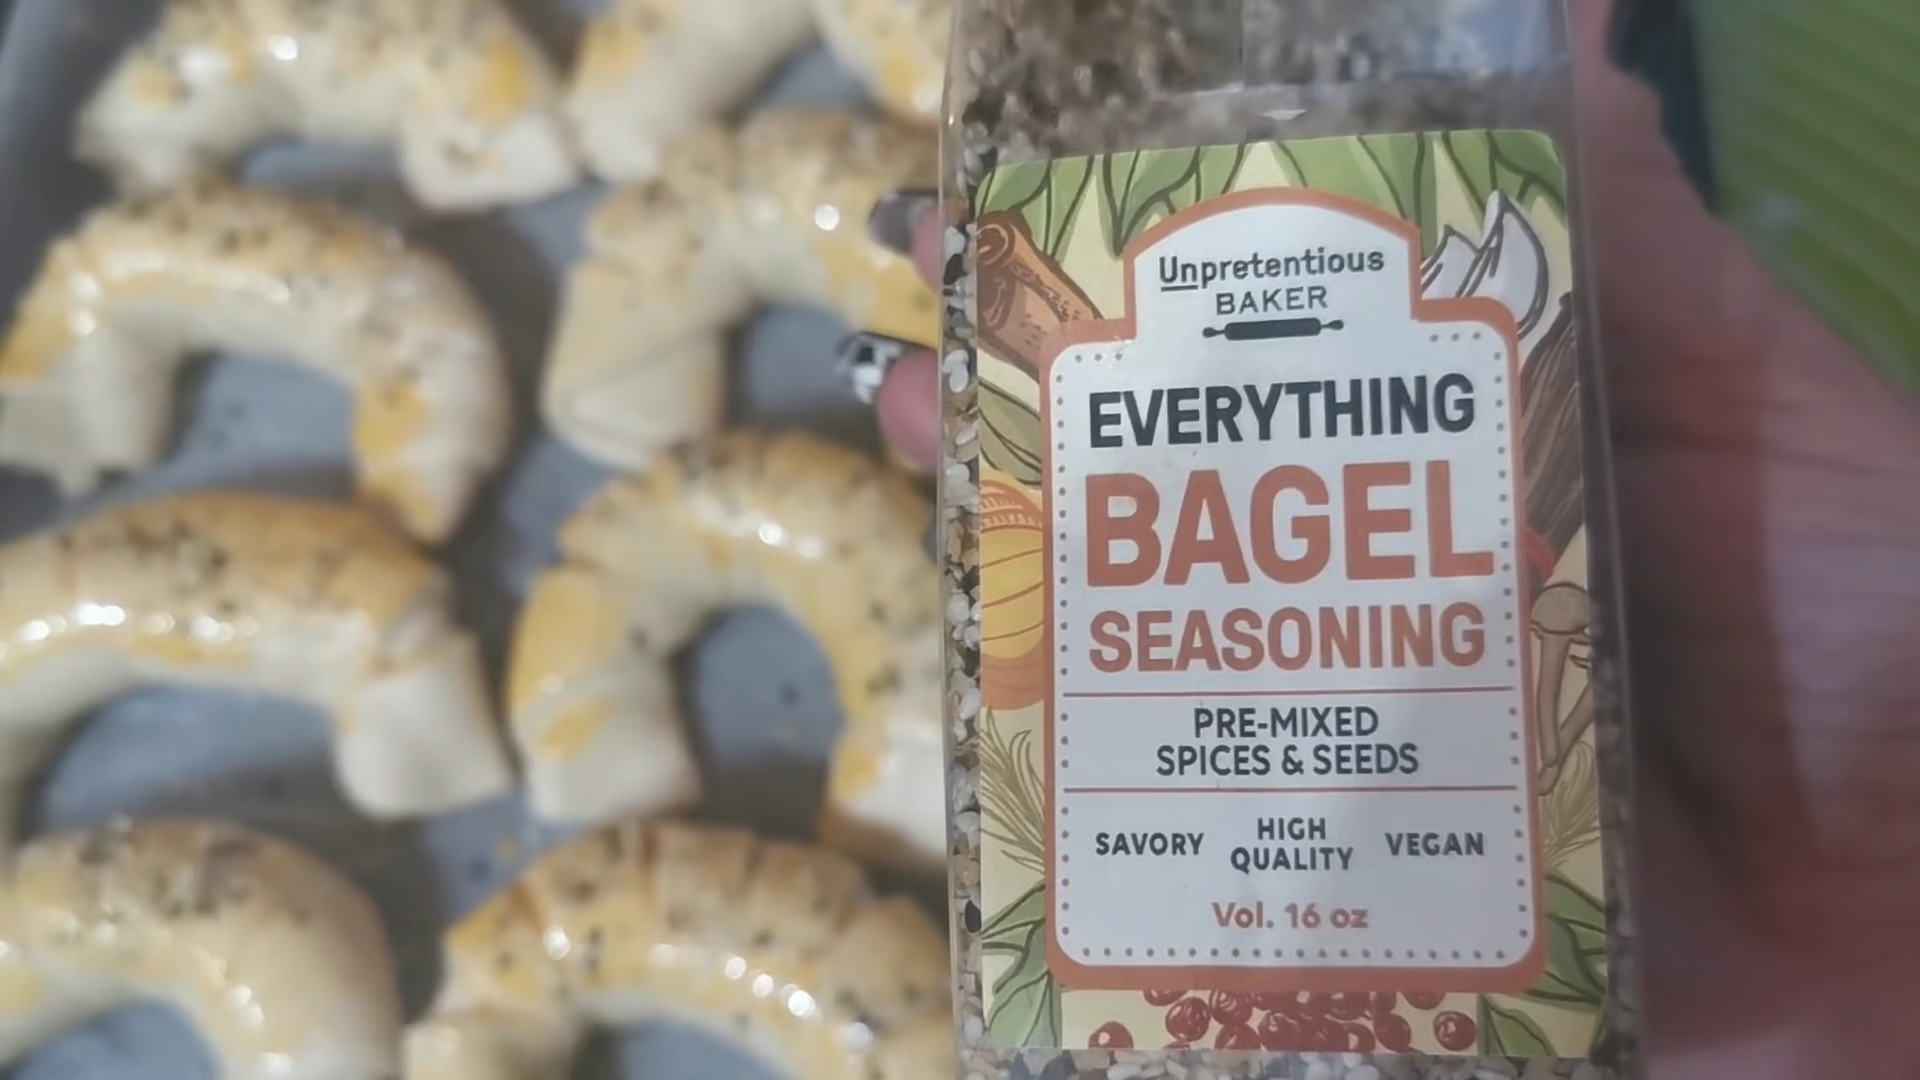 Unpretentious
BAKER
EVERYTHING
BAGEL
SEASONING
PRE-MIXED
SPICES & SEEDS
SAVORY HIGH QUALITY VEGAN
Vol. 16 oz